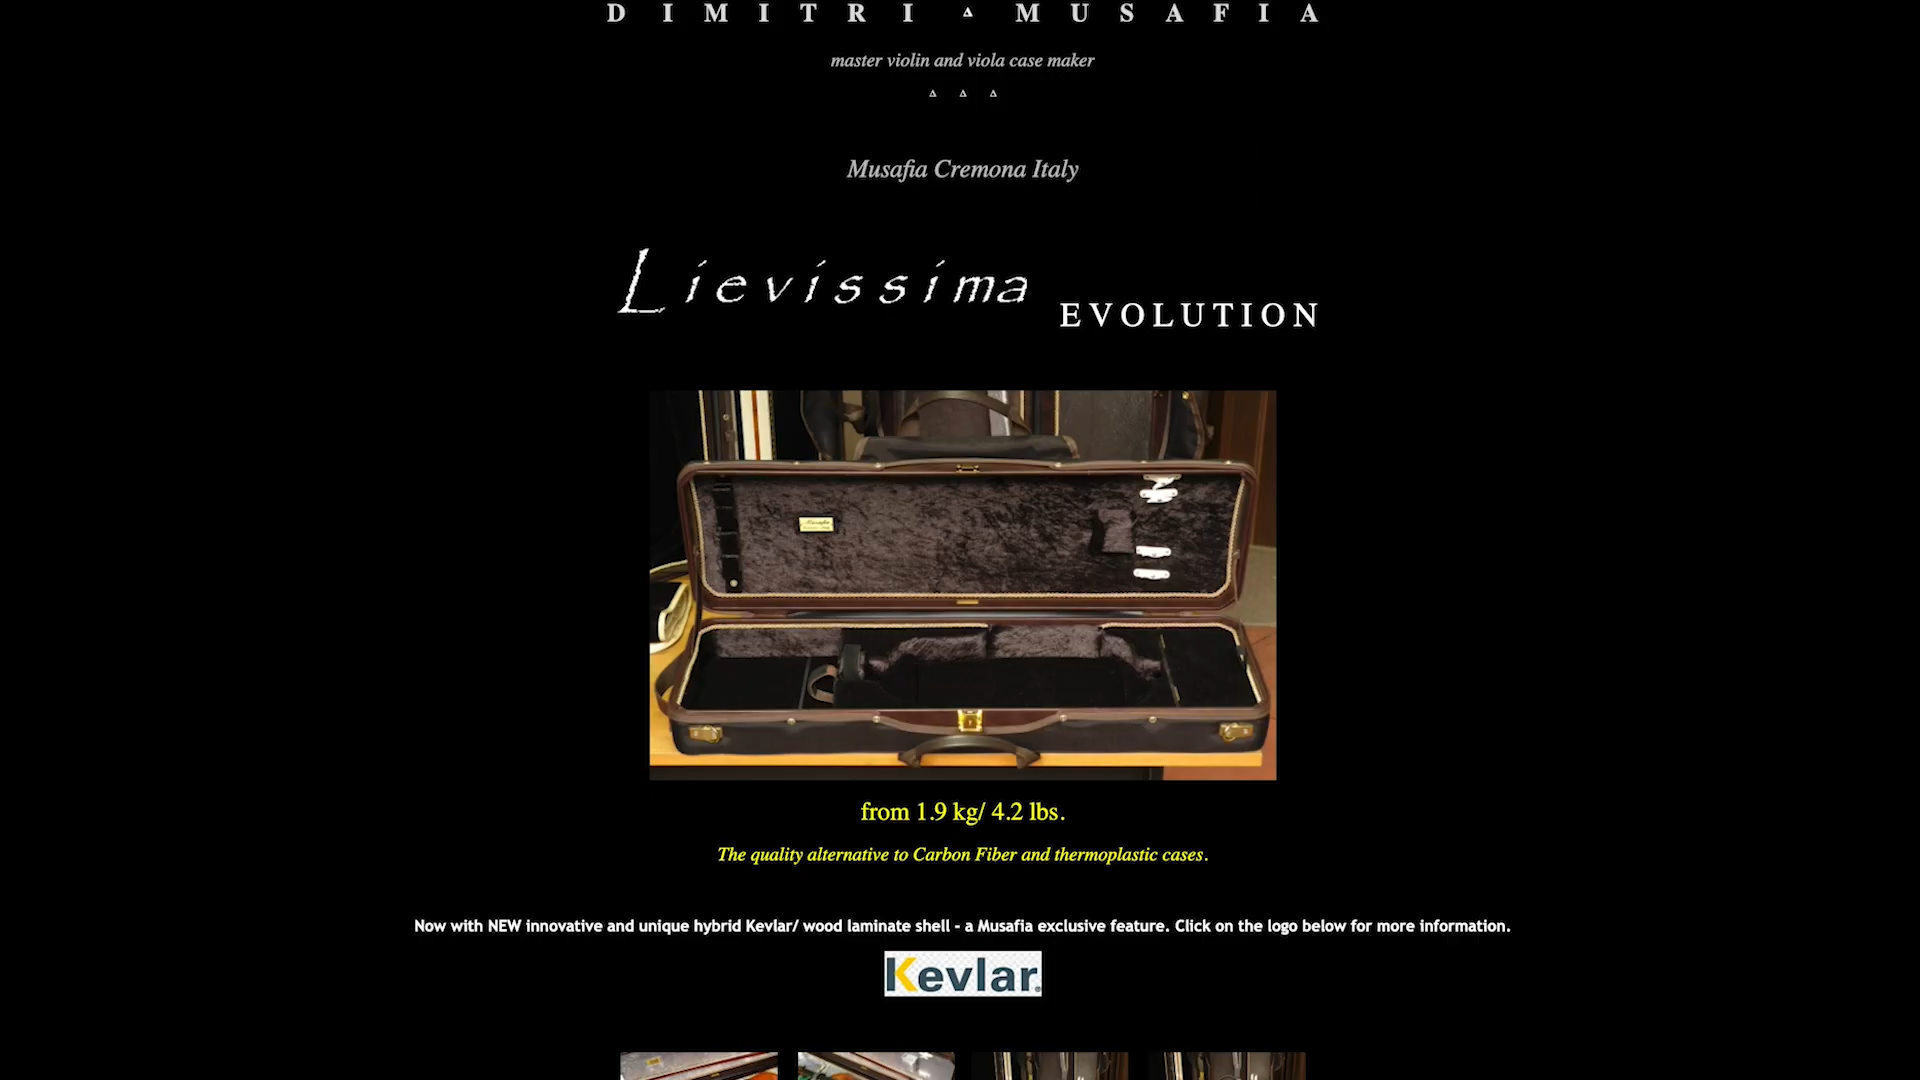 DIMITRI ▵ MUSAFIA
master violin and viola case maker
▵ ▵ ▵
Musafia Cremona Italy
Lievissima EVOLUTION
from 1.9 kg/ 4.2 lbs.
The quality alternative to Carbon Fiber and thermoplastic cases.
Now with NEW innovative and unique hybrid Kevlar/ wood laminate shell - a Musafia exclusive feature. Click on the logo below for more information.
Kevlar®